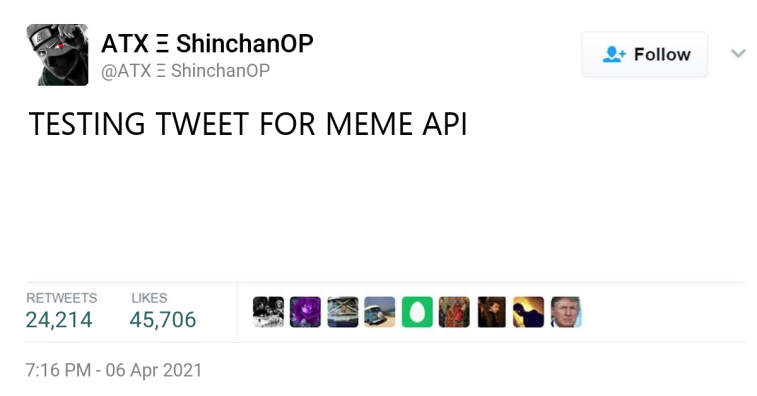 ATX Ξ ShinchanOP
@ATX Ξ ShinchanOP
Follow
TESTING TWEET FOR MEME API
RETWEETS LIKES
24,214 45,706
7:16 PM - 06 Apr 2021